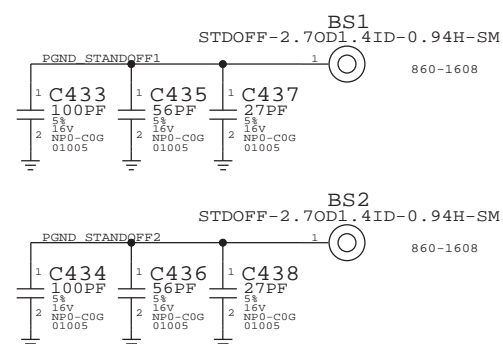 BS1
STDOFF-2.7OD1.4ID-0.94H-SM
PGND_STANDOFF1
1
860-1608
1 C433
100PF
5%
16V
2 NP0-C0G
01005
1 C435
56PF
5%
16V
2 NP0-C0G
01005
1 C437
27PF
5%
16V
2 NP0-C0G
01005
BS2
STDOFF-2.7OD1.4ID-0.94H-SM
PGND_STANDOFF2
1
860-1608
1 C434
100PF
5%
16V
2 NP0-C0G
01005
1 C436
56PF
5%
16V
2 NP0-C0G
01005
1 C438
27PF
5%
16V
2 NP0-C0G
01005